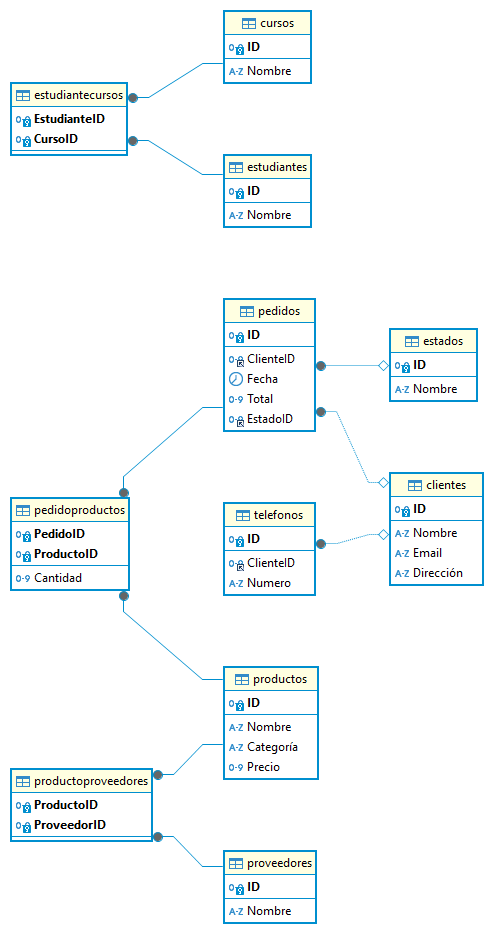 cursos
ID
Nombre
estudiantecursos
EstudianteID
CursoID
estudiantes
ID
Nombre
pedidos
ID
ClienteID
Fecha
Total
EstadoID
estados
ID
Nombre
clientes
ID
Nombre
Email
Dirección
pedidoproductos
PedidoID
ProductoID
Cantidad
telefonos
ID
ClienteID
Numero
productos
ID
Nombre
Categoría
Precio
productoproveedores
ProductoID
ProveedorID
proveedores
ID
Nombre